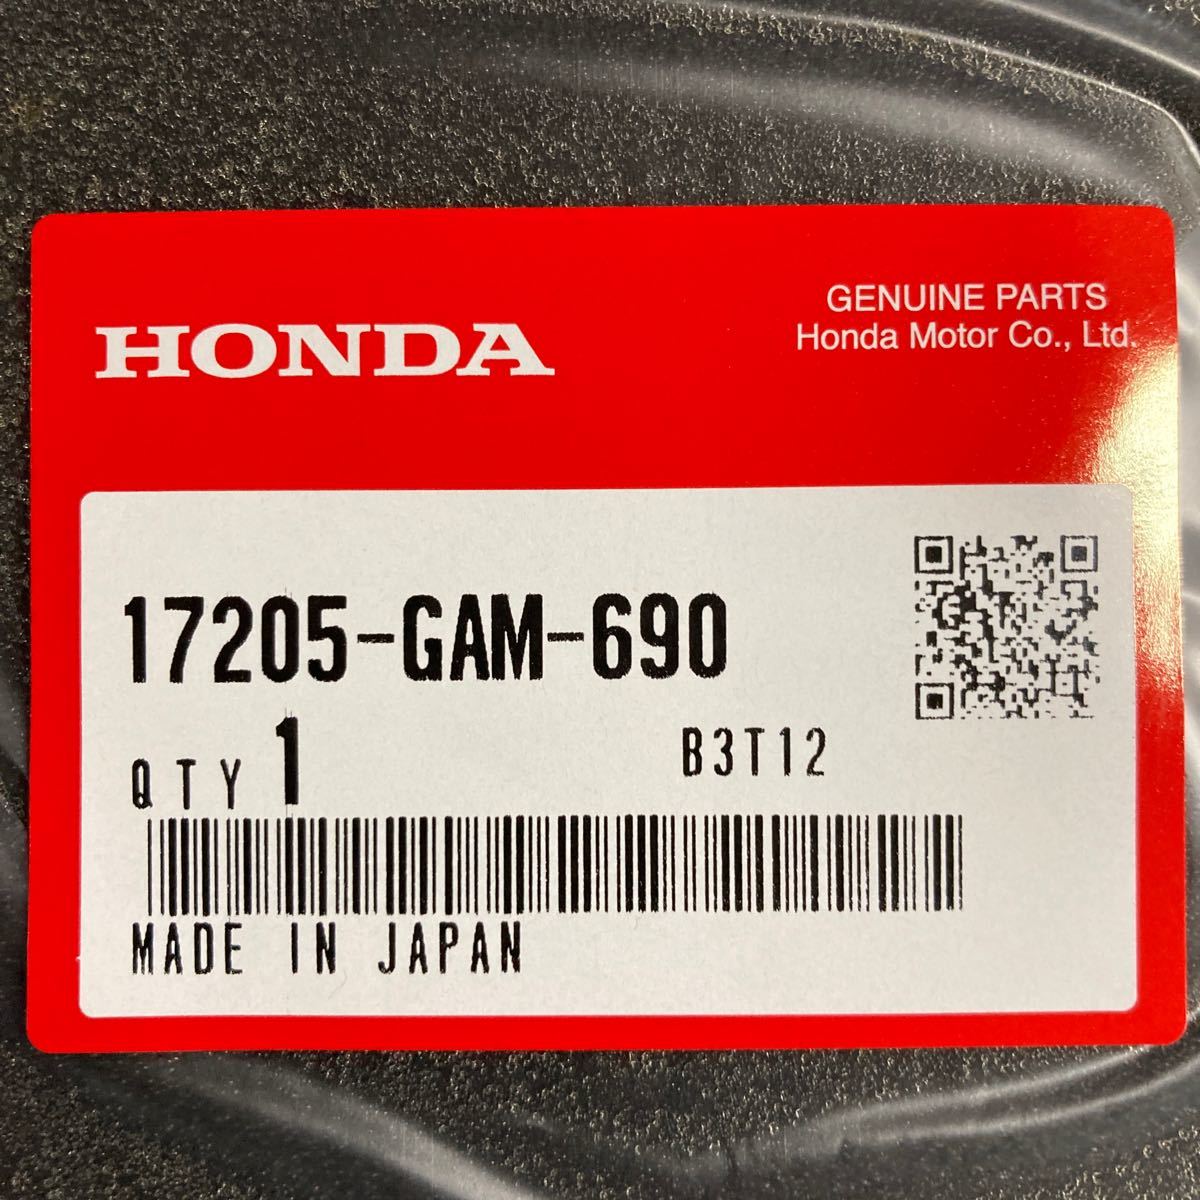 HONDA
GENUINE PARTS
Honda Motor Co., Ltd.
17205-GAM-690
QTY 1
B3T12
MADE IN JAPAN